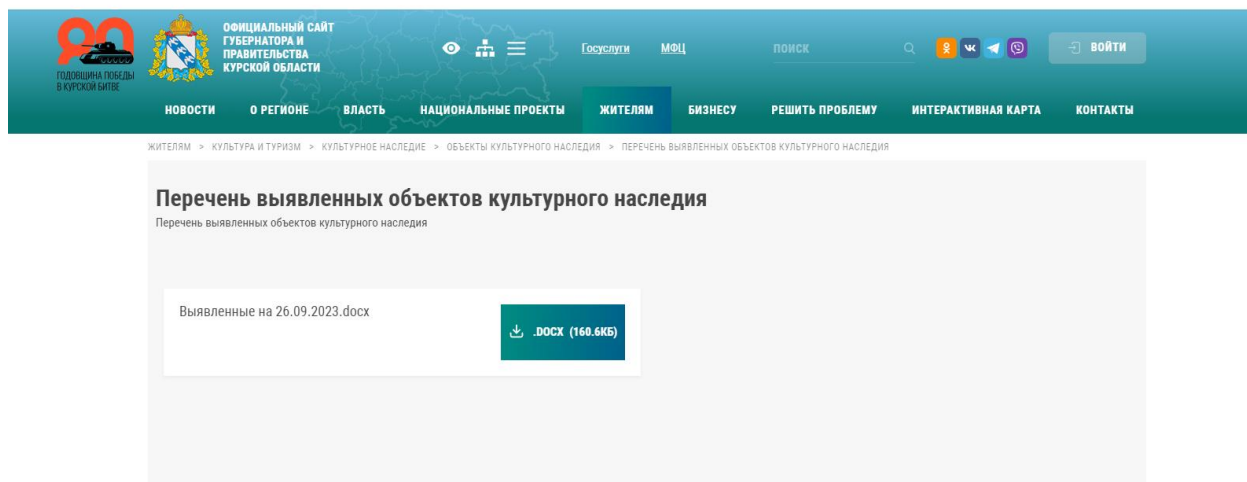 ГОДОВЩИНА ПОБЕДЫ
В КУРСКОЙ БИТВЕ
ОФИЦИАЛЬНЫЙ САЙТ
ГУБЕРНАТОРА И
ПРАВИТЕЛЬСТВА
КУРСКОЙ ОБЛАСТИ
Госуслуги МФЦ ПОИСК ВОЙТИ
НОВОСТИ О РЕГИОНЕ ВЛАСТЬ НАЦИОНАЛЬНЫЕ ПРОЕКТЫ ЖИТЕЛЯМ БИЗНЕСУ РЕШИТЬ ПРОБЛЕМУ ИНТЕРАКТИВНАЯ КАРТА КОНТАКТЫ
ЖИТЕЛЯМ > КУЛЬТУРА И ТУРИЗМ > КУЛЬТУРНОЕ НАСЛЕДИЕ > ОБЪЕКТЫ КУЛЬТУРНОГО НАСЛЕДИЯ > ПЕРЕЧЕНЬ ВЫЯВЛЕННЫХ ОБЪЕКТОВ КУЛЬТУРНОГО НАСЛЕДИЯ
Перечень выявленных объектов культурного наследия
Перечень выявленных объектов культурного наследия
Выявленные на 26.09.2023.docx
.DOCX (160.6КБ)